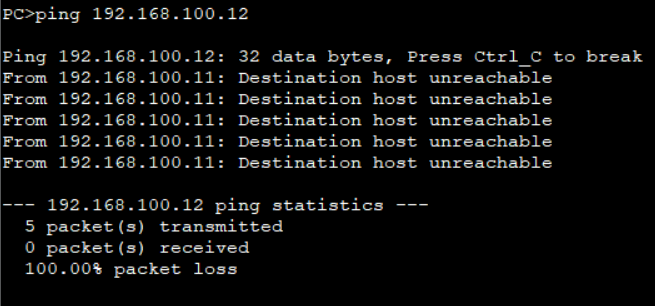 PC>ping 192.168.100.12
Ping 192.168.100.12: 32 data bytes, Press Ctrl_C to break
From 192.168.100.11: Destination host unreachable
From 192.168.100.11: Destination host unreachable
From 192.168.100.11: Destination host unreachable
From 192.168.100.11: Destination host unreachable
From 192.168.100.11: Destination host unreachable
--- 192.168.100.12 ping statistics ---
5 packet(s) transmitted
0 packet(s) received
100.00% packet loss